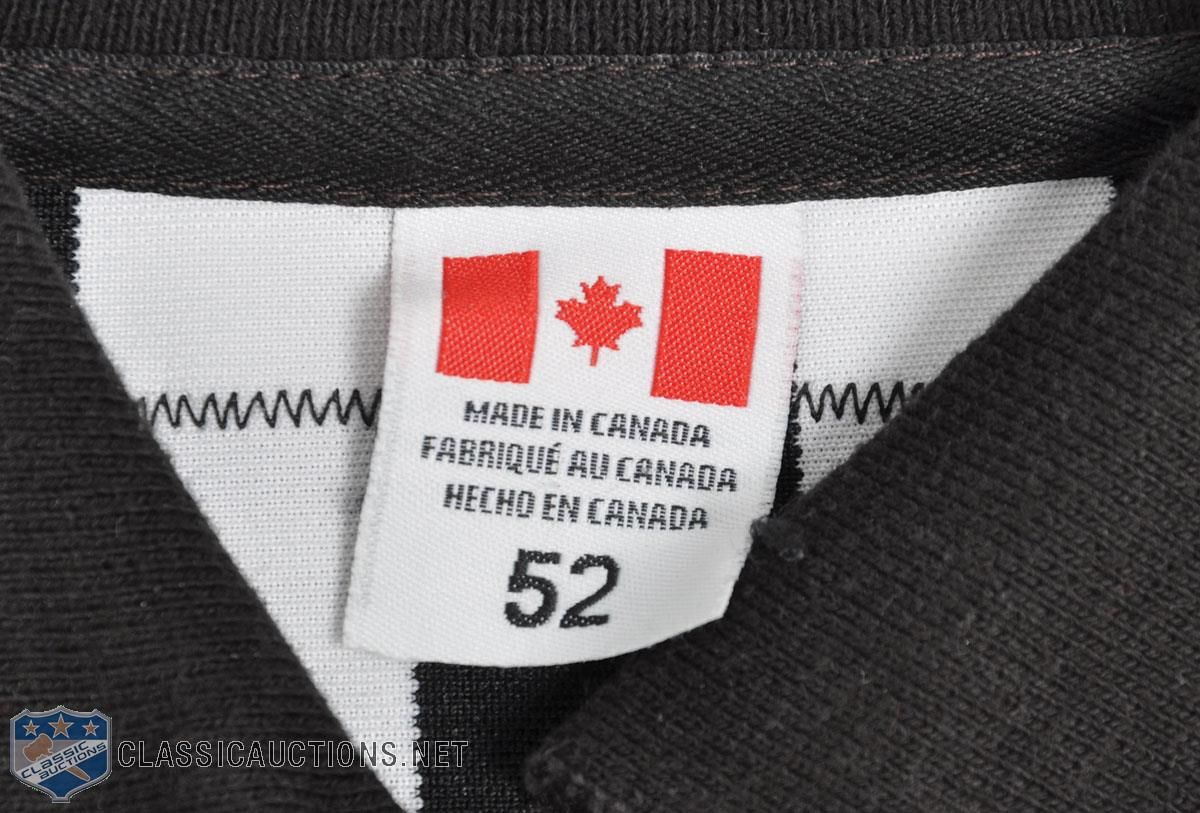 MADE IN CANADA
FABRIQUÉ AU CANADA
HECHO EN CANADA
52
CLASSIC
AUCTIONS
CLASSICAUCTIONS.NET